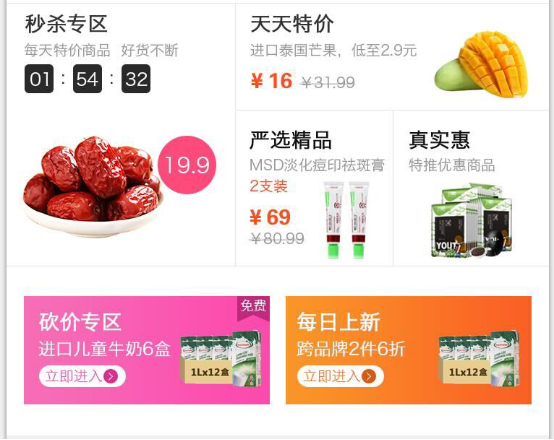 秒杀专区
每天特价商品 好货不断
01 : 54 : 32
19.9
天天特价
进口泰国芒果，低至2.9元
¥ 16 ¥31.99
严选精品
MSD淡化痘印祛斑膏
2支装
¥ 69
¥80.99
真实惠
特推优惠商品
YOUT
免费
砍价专区
进口儿童牛奶6盒
立即进入
1Lx12盒
每日上新
跨品牌2件6折
立即进入
1Lx12盒